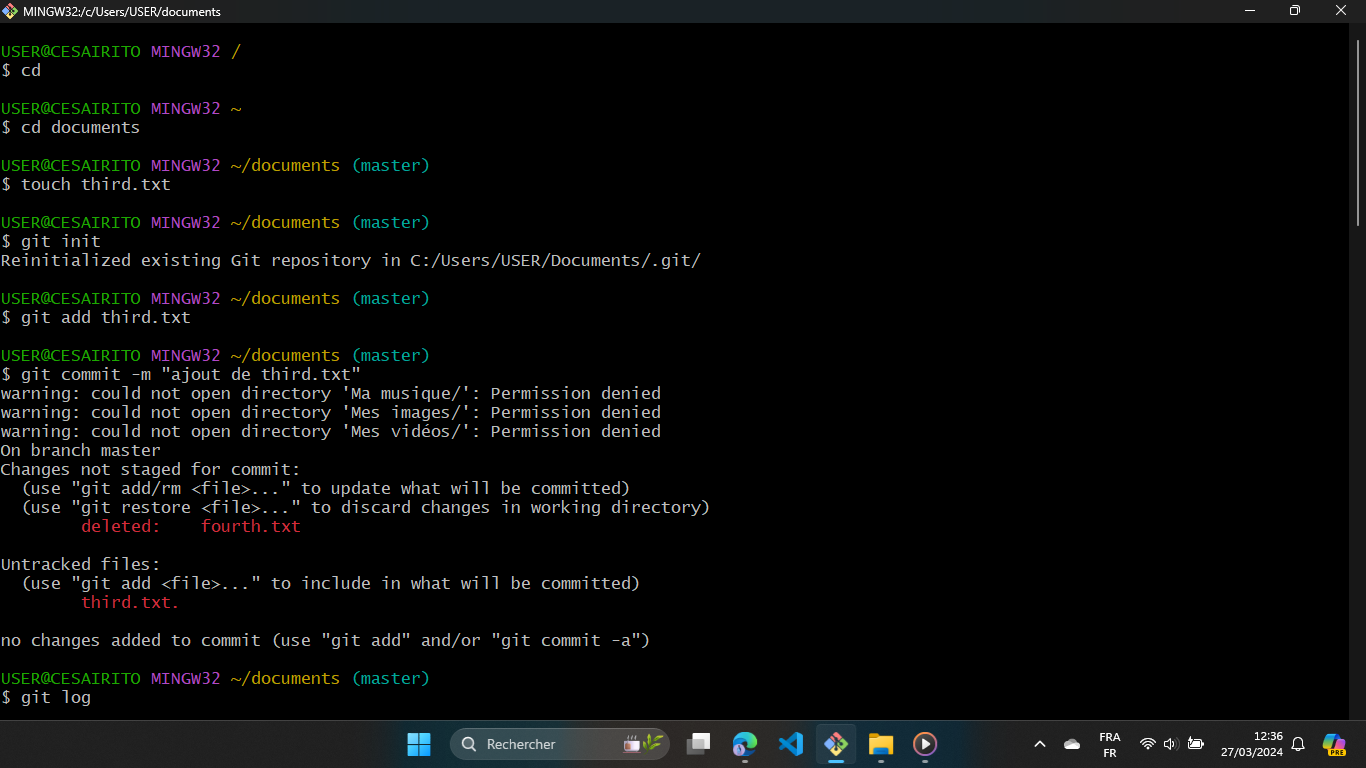 MINGW32:/c/Users/USER/documents
USER@CESAIRITO MINGW32 /
$ cd
USER@CESAIRITO MINGW32 ~
$ cd documents
USER@CESAIRITO MINGW32 ~/documents (master)
$ touch third.txt
USER@CESAIRITO MINGW32 ~/documents (master)
$ git init
Reinitialized existing Git repository in C:/Users/USER/Documents/.git/
USER@CESAIRITO MINGW32 ~/documents (master)
$ git add third.txt
USER@CESAIRITO MINGW32 ~/documents (master)
$ git commit -m "ajout de third.txt"
warning: could not open directory 'Ma musique/': Permission denied
warning: could not open directory 'Mes images/': Permission denied
warning: could not open directory 'Mes vidéos/': Permission denied
On branch master
Changes not staged for commit:
  (use "git add/rm <file>..." to update what will be committed)
  (use "git restore <file>..." to discard changes in working directory)
        deleted:    fourth.txt
Untracked files:
  (use "git add <file>..." to include in what will be committed)
        third.txt.
no changes added to commit (use "git add" and/or "git commit -a")
USER@CESAIRITO MINGW32 ~/documents (master)
$ git log
Rechercher
FRA
FR
12:36
27/03/2024
PRE